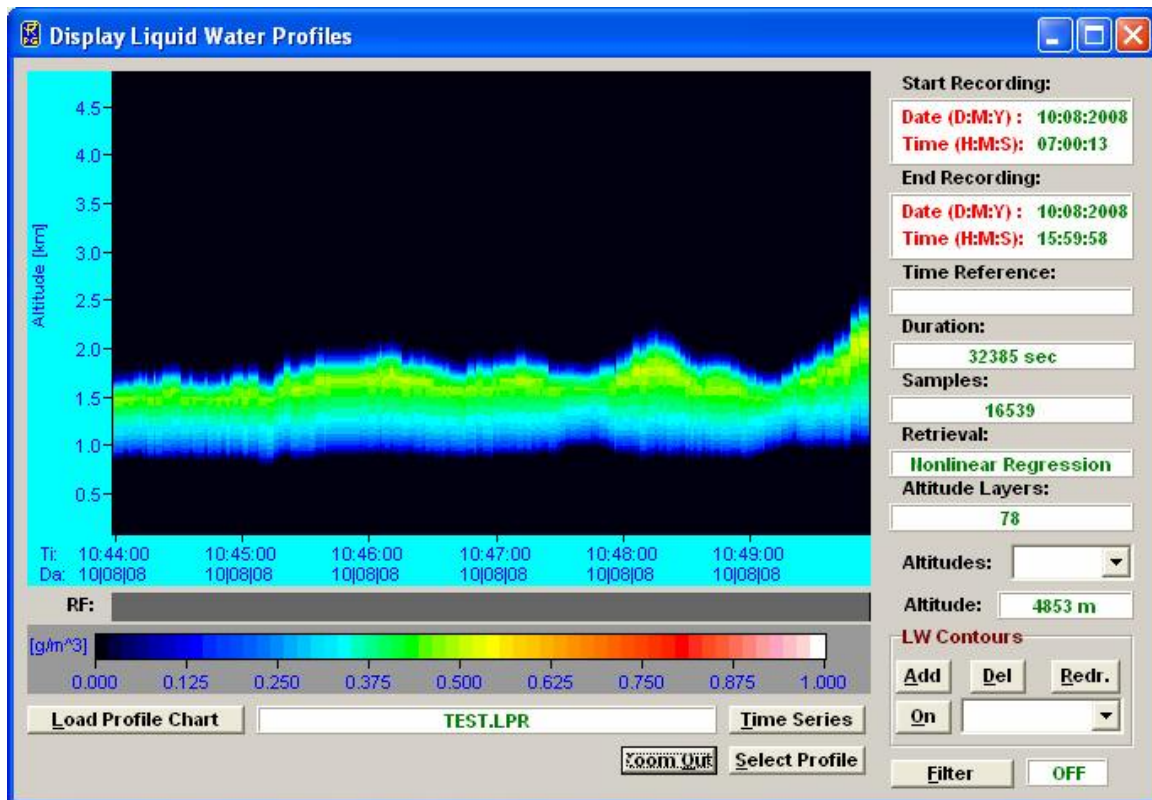 Display Liquid Water Profiles
Start Recording:
Date (D:M:Y) : 10:08:2008
Time (H:M:S): 07:00:13
End Recording:
Date (D:M:Y) : 10:08:2008
Time (H:M:S): 15:59:58
Time Reference:
Duration:
32385 sec
Samples:
16539
Retrieval:
Nonlinear Regression
Altitude Layers:
78
Altitudes:
Altitude: 4853 m
LW Contours
Add Del Redr.
On
Filter OFF
Altitude [km]
4.5
4.0
3.5
3.0
2.5
2.0
1.5
1.0
0.5
Ti: 10:44:00 10:45:00 10:46:00 10:47:00 10:48:00 10:49:00
Da: 10|08|08 10|08|08 10|08|08 10|08|08 10|08|08 10|08|08
RF:
[g/m^3]
0.000 0.125 0.250 0.375 0.500 0.625 0.750 0.875 1.000
Load Profile Chart TEST.LPR Time Series
Zoom Out Select Profile